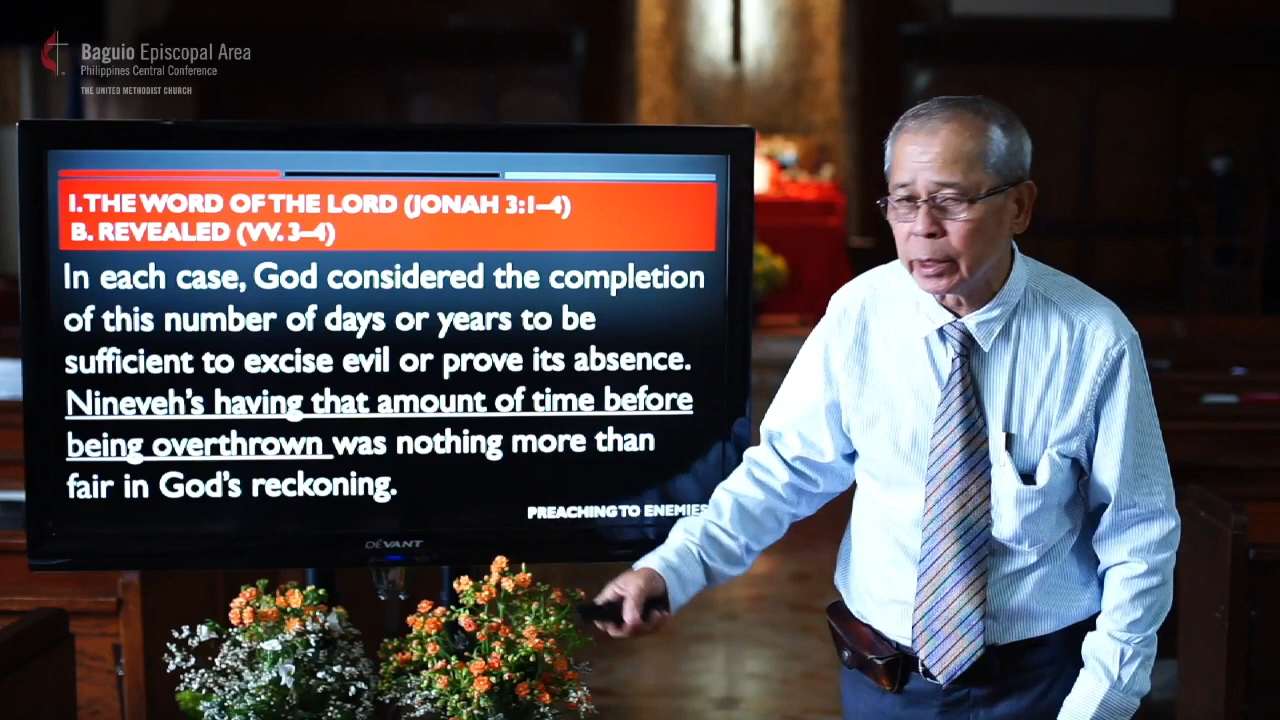 Baguio Episcopal Area
Philippines Central Conference
THE UNITED METHODIST CHURCH
I. THE WORD OF THE LORD (JONAH 3:1–4)
B. REVEALED (VV. 3–4)
In each case, God considered the completion
of this number of days or years to be
sufficient to excise evil or prove its absence.
Nineveh's having that amount of time before
being overthrown was nothing more than
fair in God's reckoning.
PREACHING TO ENEMIES
DEVANT